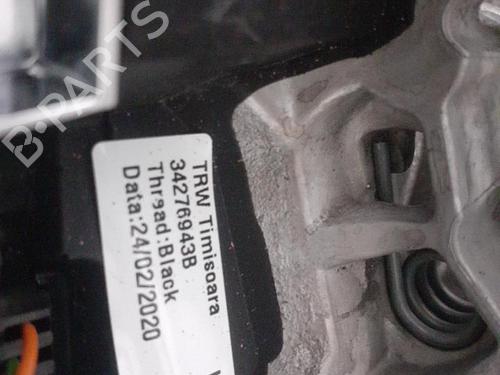 B-PARTS
TRW Timisoara
34276943B
Thread:Black
Data:24/02/2020